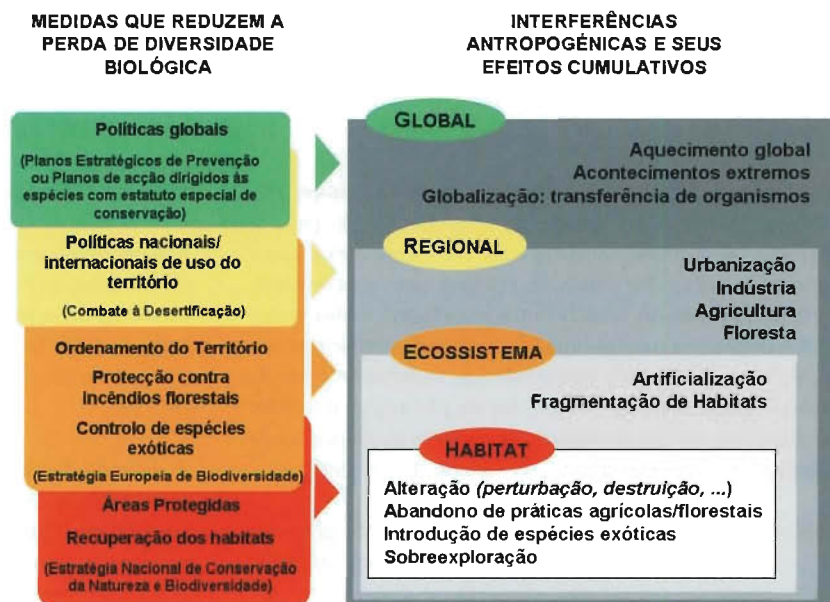 MEDIDAS QUE REDUZEM A
PERDA DE DIVERSIDADE
BIOLÓGICA
INTERFERÊNCIAS
ANTROPOGÉNICAS E SEUS
EFEITOS CUMULATIVOS
Políticas globais
(Planos Estratégicos de Prevenção
ou Planos de acção dirigidos às
espécies com estatuto especial de
conservação)
Políticas nacionais/
internacionais de uso do
território
(Combate à Desertificação)
Ordenamento do Território
Protecção contra
incêndios florestais
Controlo de espécies
exóticas
(Estratégia Europeia de Biodiversidade)
Áreas Protegidas
Recuperação dos habitats
(Estratégia Nacional de Conservação
da Natureza e Biodiversidade)
GLOBAL
Aquecimento global
Acontecimentos extremos
Globalização: transferência de organismos
REGIONAL
Urbanização
Indústria
Agricultura
Floresta
ECOSSISTEMA
Artificialização
Fragmentação de Habitats
HABITAT
Alteração (perturbação, destruição, ...)
Abandono de práticas agrícolas/florestais
Introdução de espécies exóticas
Sobreexploração